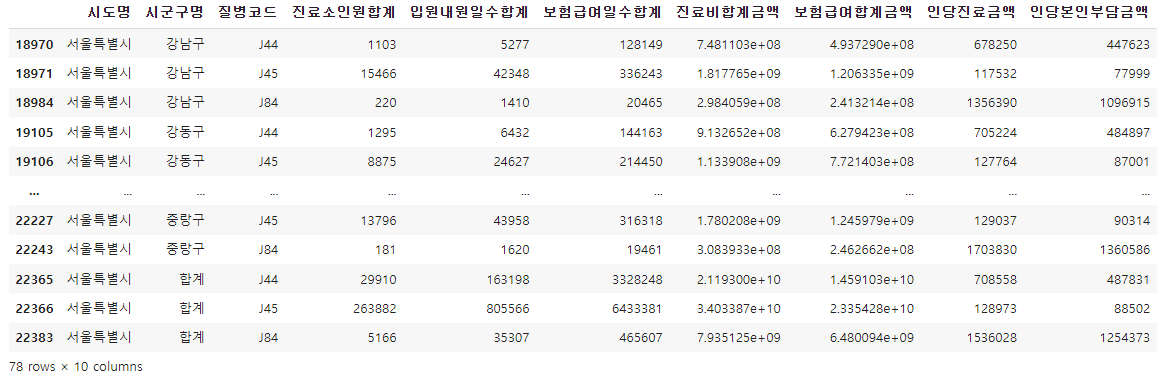 시도명 시군구명 질병코드 진료소인원합계 입원내원일수합계 보험급여일수합계 진료비합계금액 보험급여합계금액 인당진료금액 인당본인부담금액
18970 서울특별시 강남구 J44 1103 5277 128149 7.481103e+08 4.937290e+08 678250 447623
18971 서울특별시 강남구 J45 15466 42348 336243 1.817765e+09 1.206335e+09 117532 77999
18984 서울특별시 강남구 J84 220 1410 20465 2.984059e+08 2.413214e+08 1356390 1096915
19105 서울특별시 강동구 J44 1295 6432 144163 9.132652e+08 6.279423e+08 705224 484897
19106 서울특별시 강동구 J45 8875 24627 214450 1.133908e+09 7.721403e+08 127764 87001
... ... ... ... ... ... ... ... ... ... ...
22227 서울특별시 중랑구 J45 13796 43958 316318 1.780208e+09 1.245979e+09 129037 90314
22243 서울특별시 중랑구 J84 181 1620 19461 3.083933e+08 2.462662e+08 1703830 1360586
22365 서울특별시 합계 J44 29910 163198 3328248 2.119300e+10 1.459103e+10 708558 487831
22366 서울특별시 합계 J45 263882 805566 6433381 3.403387e+10 2.335428e+10 128973 88502
22383 서울특별시 합계 J84 5166 35307 465607 7.935125e+09 6.480094e+09 1536028 1254373
78 rows × 10 columns